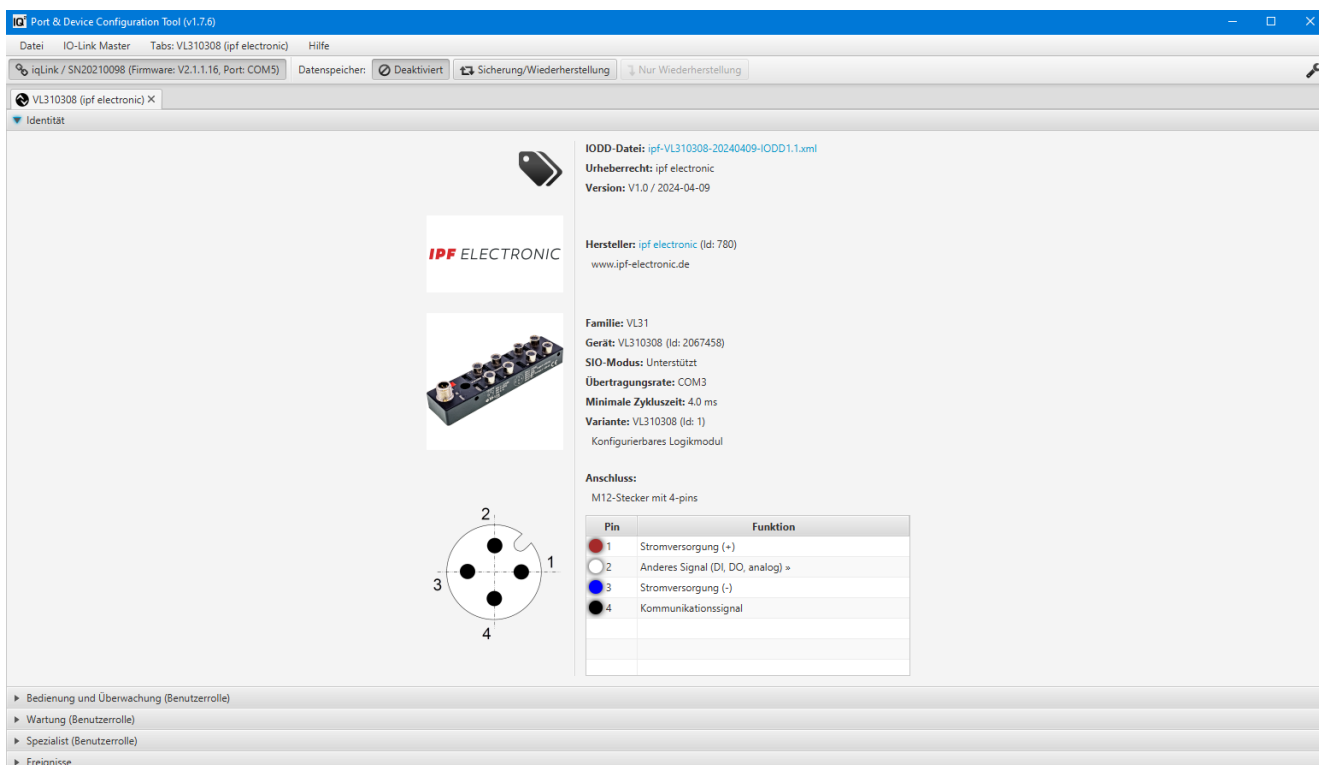 IQ² Port & Device Configuration Tool (v1.7.6)
Datei IO-Link Master Tabs: VL310308 (ipf electronic) Hilfe
iqLink / SN20210098 (Firmware: V2.1.1.16, Port: COM5) Datenspeicher: Deaktiviert Sicherung/Wiederherstellung Nur Wiederherstellung
VL310308 (ipf electronic)
Identität
IODD-Datei: ipf-VL310308-20240409-IODD1.1.xml
Urheberrecht: ipf electronic
Version: V1.0 / 2024-04-09
IPF ELECTRONIC
Hersteller: ipf electronic (Id: 780)
www.ipf-electronic.de
Familie: VL31
Gerät: VL310308 (Id: 2067458)
SIO-Modus: Unterstützt
Übertragungsrate: COM3
Minimale Zykluszeit: 4.0 ms
Variante: VL310308 (Id: 1)
Konfigurierbares Logikmodul
Anschluss:
M12-Stecker mit 4-pins
2
1
3
4
Pin Funktion
1 Stromversorgung (+)
2 Anderes Signal (DI, DO, analog) »
3 Stromversorgung (-)
4 Kommunikationssignal
Bedienung und Überwachung (Benutzerrolle)
Wartung (Benutzerrolle)
Spezialist (Benutzerrolle)
Ereignisse